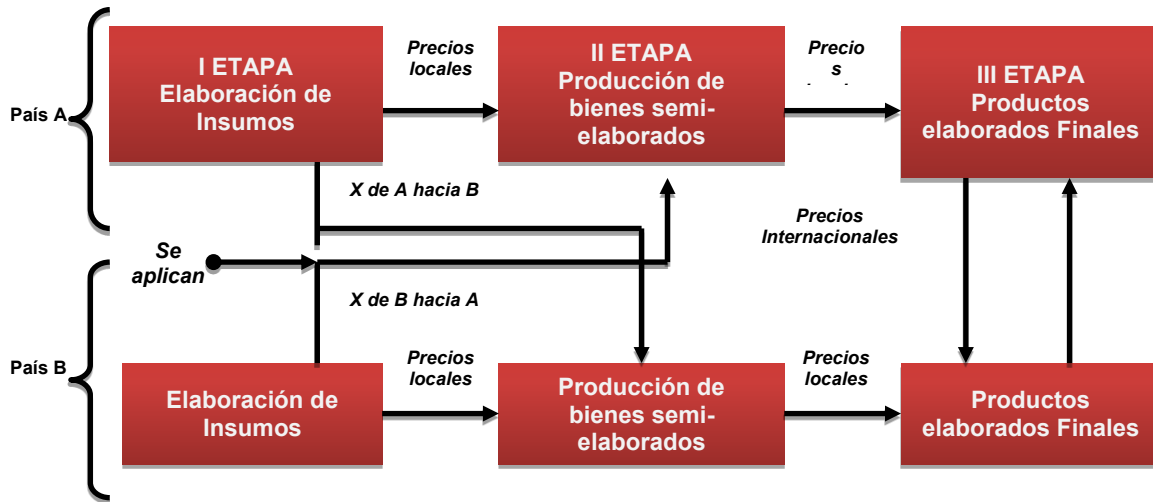 I ETAPA
Elaboración de
Insumos
Precios
locales
II ETAPA
Producción de
bienes semi-
elaborados
Precio
s
III ETAPA
Productos
elaborados Finales
País A
X de A hacia B
Precios
Internacionales
Se
aplican
X de B hacia A
País B
Elaboración de
Insumos
Precios
locales
Producción de
bienes semi-
elaborados
Precios
locales
Productos
elaborados Finales